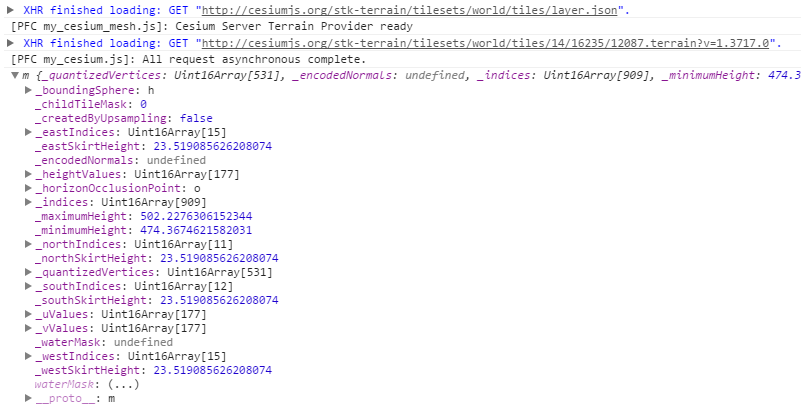 XHR finished loading: GET "http://cesiumjs.org/stk-terrain/tilesets/world/tiles/layer.json".
[PFC my_cesium_mesh.js]: Cesium Server Terrain Provider ready
XHR finished loading: GET "http://cesiumjs.org/stk-terrain/tilesets/world/tiles/14/16235/12087.terrain?v=1.3717.0".
[PFC my_cesium.js]: All request asynchronous complete.
m {_quantizedVertices: Uint16Array[531], _encodedNormals: undefined, _indices: Uint16Array[909], _minimumHeight: 474.3
_boundingSphere: h
_childTileMask: 0
_createdByUpsampling: false
_eastIndices: Uint16Array[15]
_eastSkirtHeight: 23.519085626208074
_encodedNormals: undefined
_heightValues: Uint16Array[177]
_horizonOcclusionPoint: o
_indices: Uint16Array[909]
_maximumHeight: 502.2276306152344
_minimumHeight: 474.3674621582031
_northIndices: Uint16Array[11]
_northSkirtHeight: 23.519085626208074
_quantizedVertices: Uint16Array[531]
_southIndices: Uint16Array[12]
_southSkirtHeight: 23.519085626208074
_uValues: Uint16Array[177]
_vValues: Uint16Array[177]
_waterMask: undefined
_westIndices: Uint16Array[15]
_westSkirtHeight: 23.519085626208074
waterMask: (...)
__proto__: m